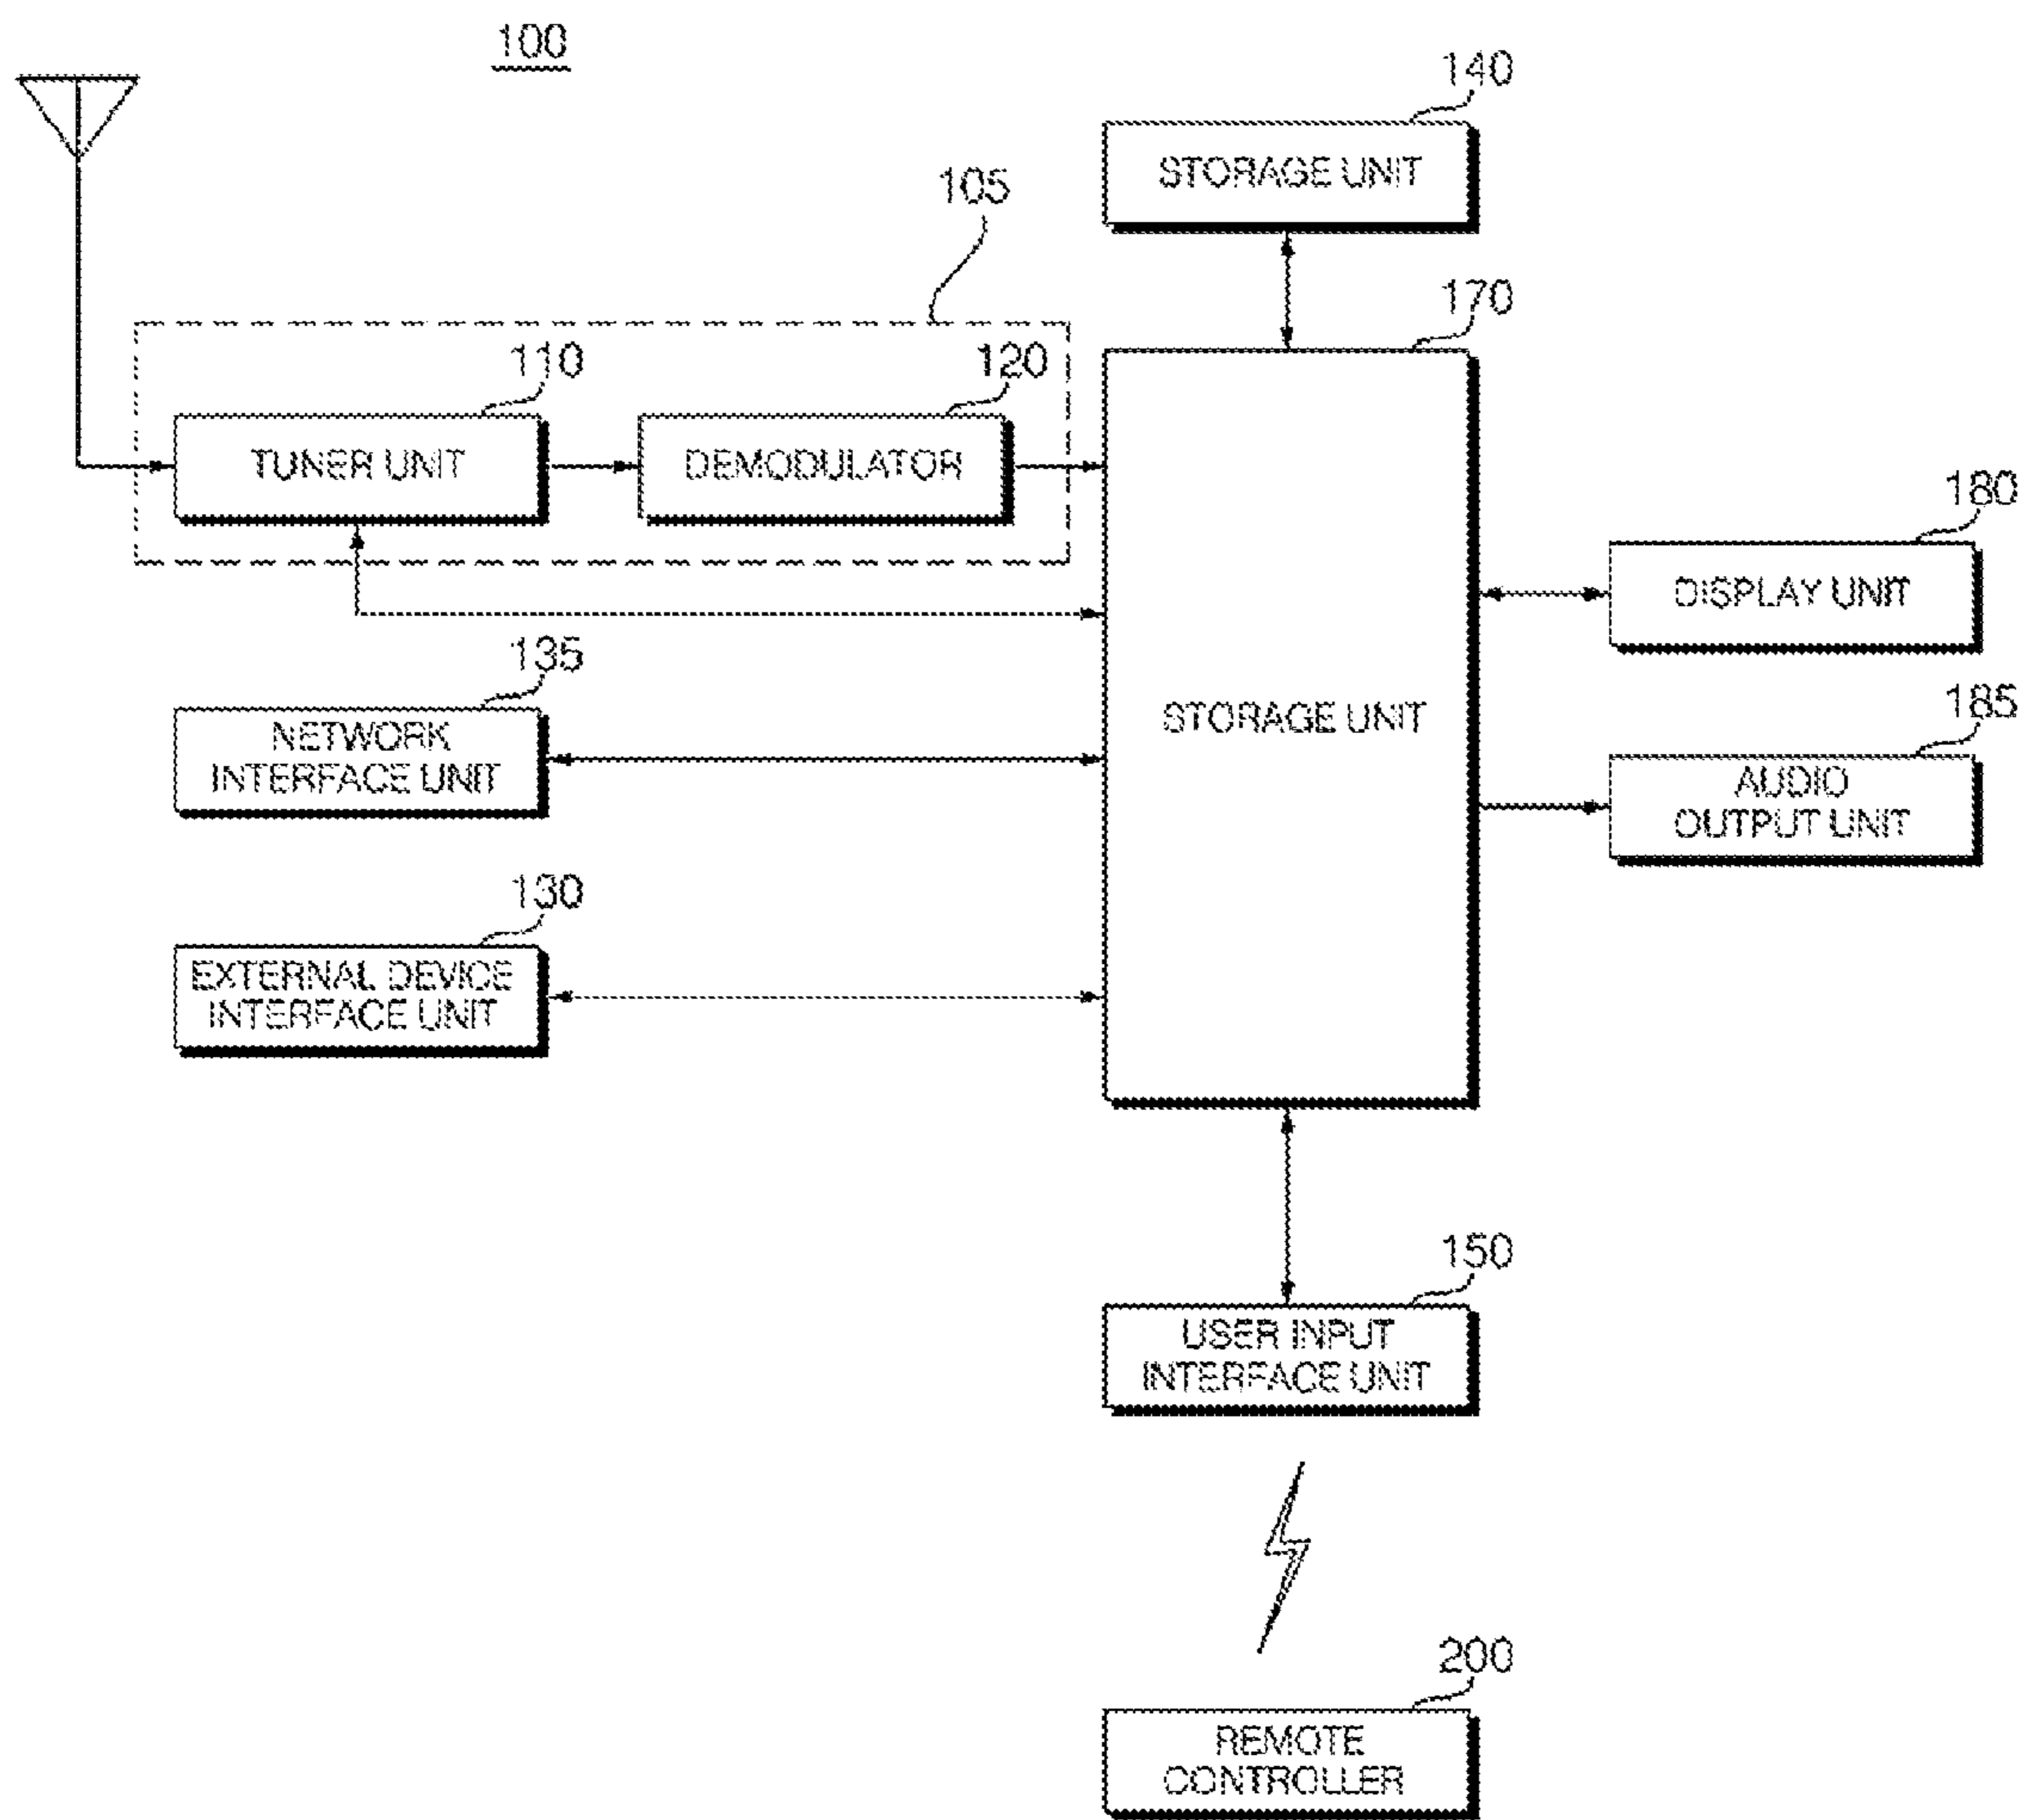 100
140
STORAGE UNIT
105
170
110
120
TUNER UNIT
DEMODULATOR
180
DISPLAY UNIT
135
NETWORK
INTERFACE UNIT
STORAGE UNIT
185
AUDIO
OUTPUT UNIT
130
EXTERNAL DEVICE
INTERFACE UNIT
150
USER INPUT
INTERFACE UNIT
200
REMOTE
CONTROLLER